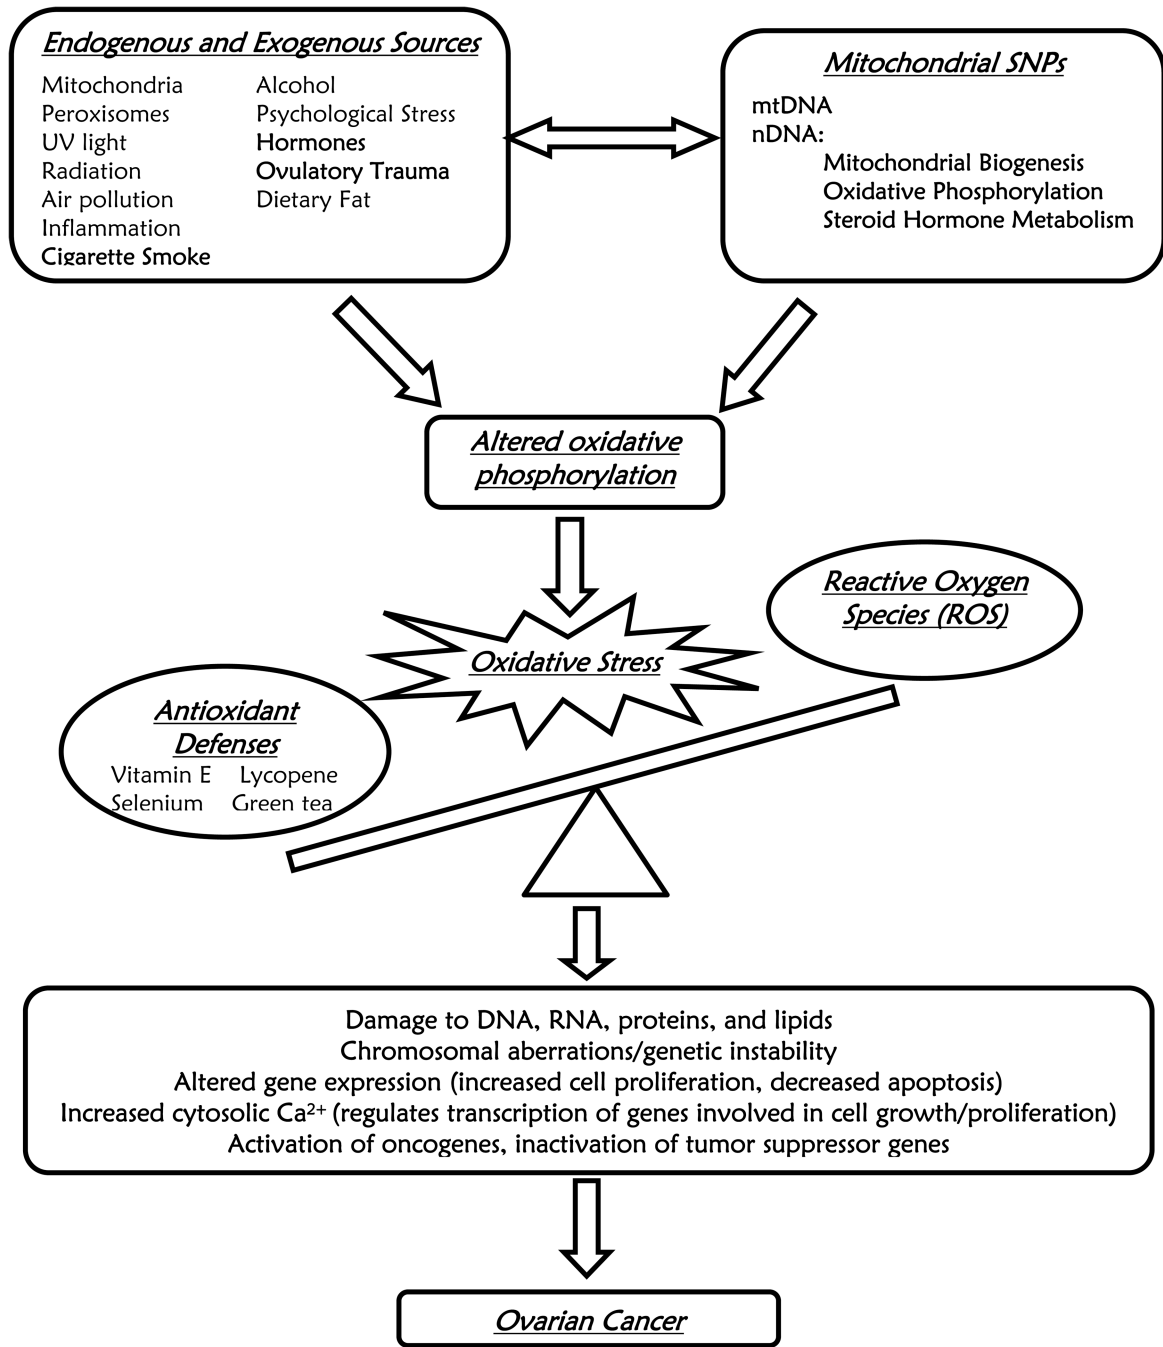 Endogenous and Exogenous Sources
Mitochondria Alcohol
Peroxisomes Psychological Stress
UV light Hormones
Radiation Ovulatory Trauma
Air pollution Dietary Fat
Inflammation
Cigarette Smoke
Mitochondrial SNPs
mtDNA
nDNA:
Mitochondrial Biogenesis
Oxidative Phosphorylation
Steroid Hormone Metabolism
Altered oxidative
phosphorylation
Reactive Oxygen
Species (ROS)
Oxidative Stress
Antioxidant
Defenses
Vitamin E Lycopene
Selenium Green tea
Damage to DNA, RNA, proteins, and lipids
Chromosomal aberrations/genetic instability
Altered gene expression (increased cell proliferation, decreased apoptosis)
Increased cytosolic Ca²⁺ (regulates transcription of genes involved in cell growth/proliferation)
Activation of oncogenes, inactivation of tumor suppressor genes
Ovarian Cancer